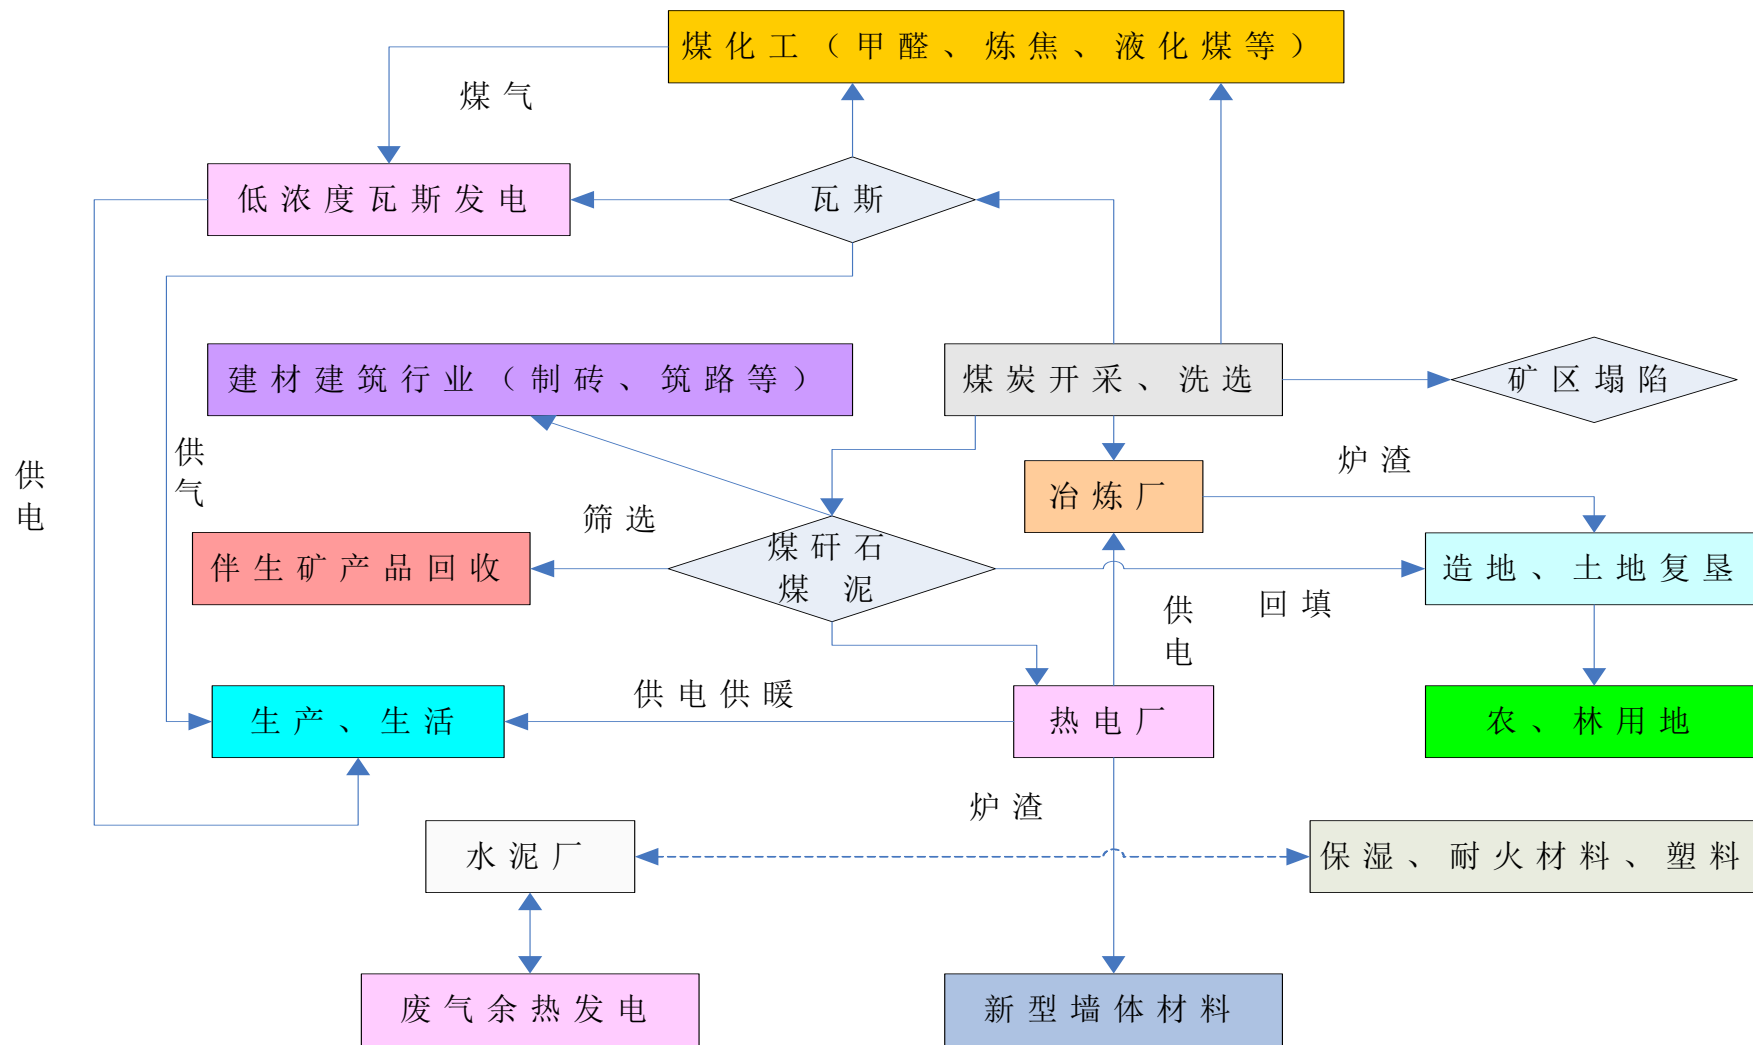 煤化工（甲醛、炼焦、液化煤等）
煤气
低浓度瓦斯发电
瓦斯
建材建筑行业（制砖、筑路等）
煤炭开采、洗选
矿区塌陷
供电
供气
炉渣
冶炼厂
筛选
伴生矿产品回收
煤矸石
煤 泥
造地、土地复垦
回填
供电
供电供暖
生产、生活
热电厂
农、林用地
炉渣
水泥厂
保湿、耐火材料、塑料
废气余热发电
新型墙体材料